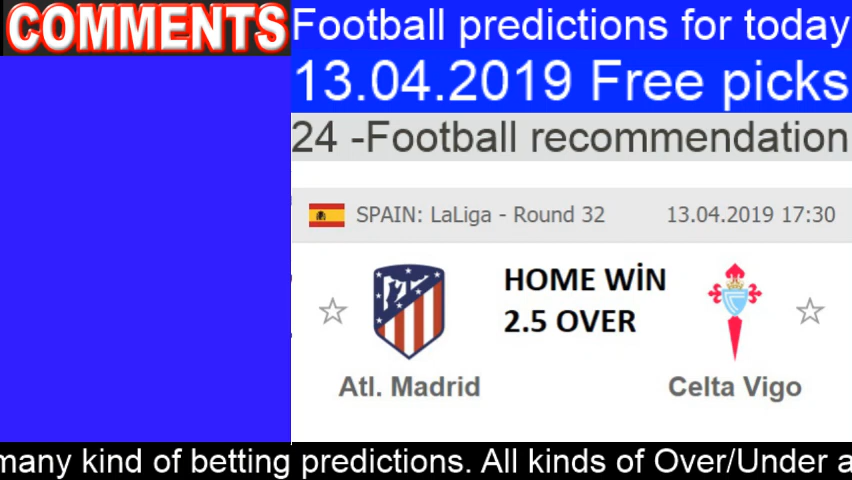 COMMENTS
Football predictions for today
13.04.2019 Free picks
24 -Football recommendation
SPAIN: LaLiga - Round 32 13.04.2019 17:30
HOME WİN
2.5 OVER
Atl. Madrid Celta Vigo
many kind of betting predictions. All kinds of Over/Under a